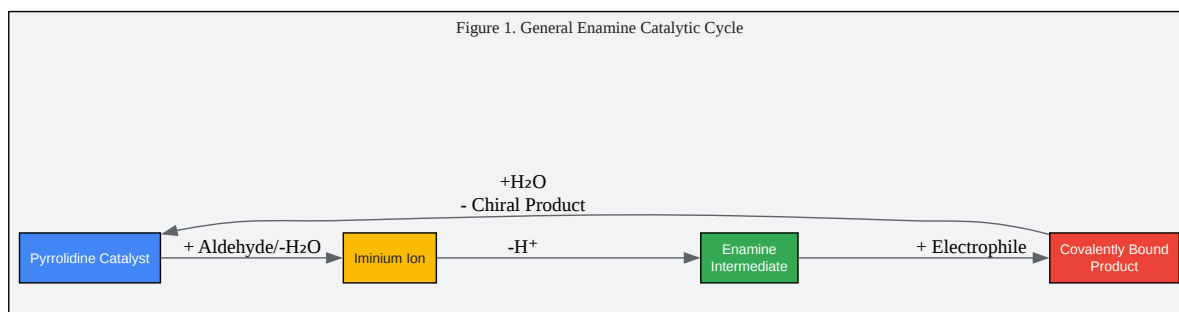 Figure 1. General Enamine Catalytic Cycle
+H₂O
- Chiral Product
Pyrrolidine Catalyst
+ Aldehyde/-H₂O
Iminium Ion
-H⁺
Enamine
Intermediate
+ Electrophile
Covalently Bound
Product